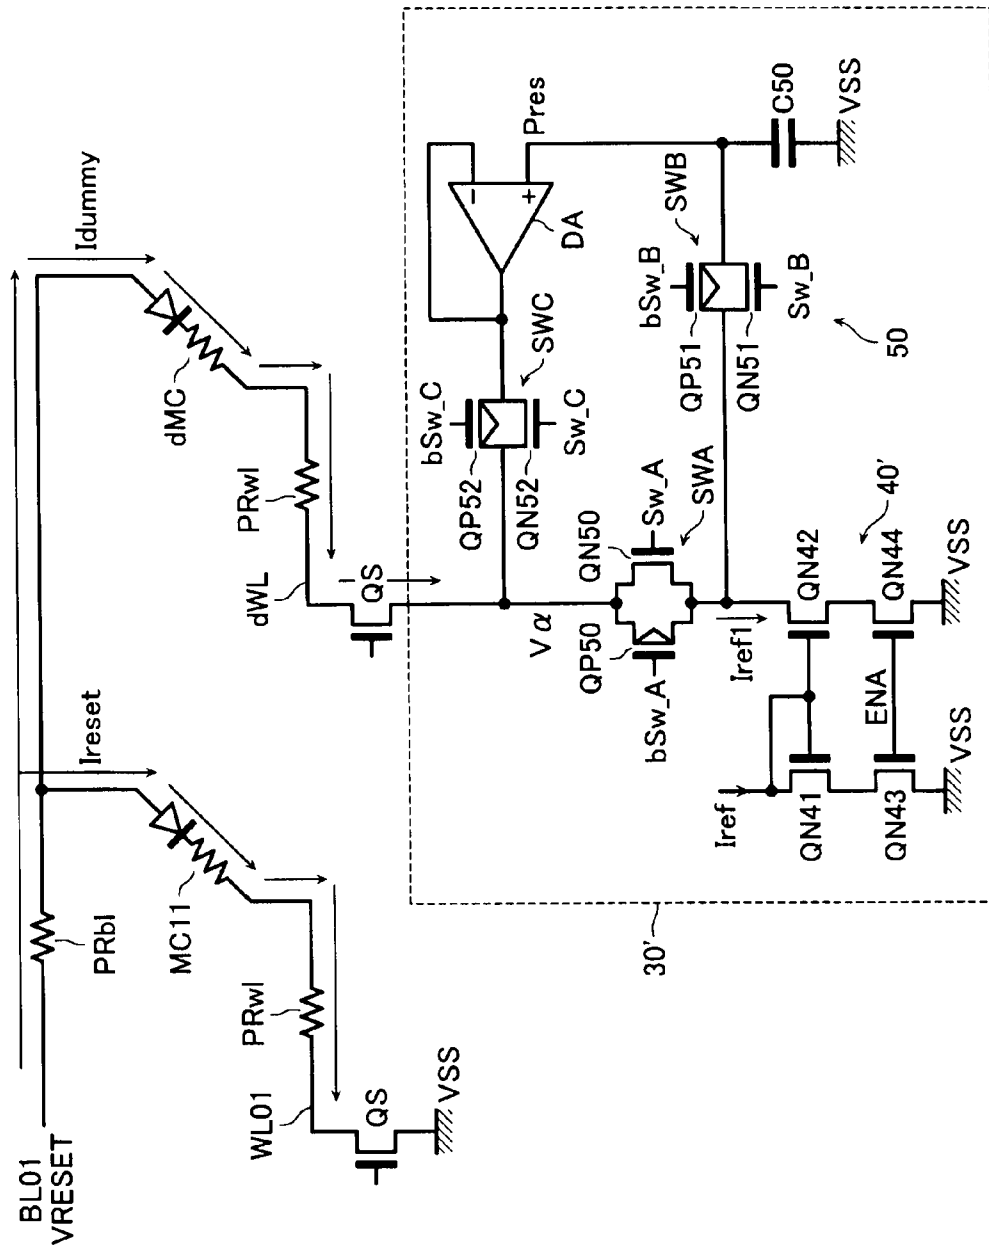 BL01
VRESET
PRbl
Ireset
MC11
PRwl
WL01
QS
VSS
Idummy
dMC
PRwl
dWL
QS
30'
Pres
DA
C50
VSS
bSw_C
QP52
QN52
Sw_C
SWC
bSw_B
SWB
QP51
QN51
Sw_B
50
Vα
QP50
QN50
bSw_A
Sw_A
SWA
Iref1
40'
Iref
QN41
QN42
ENA
QN43
QN44
VSS
VSS